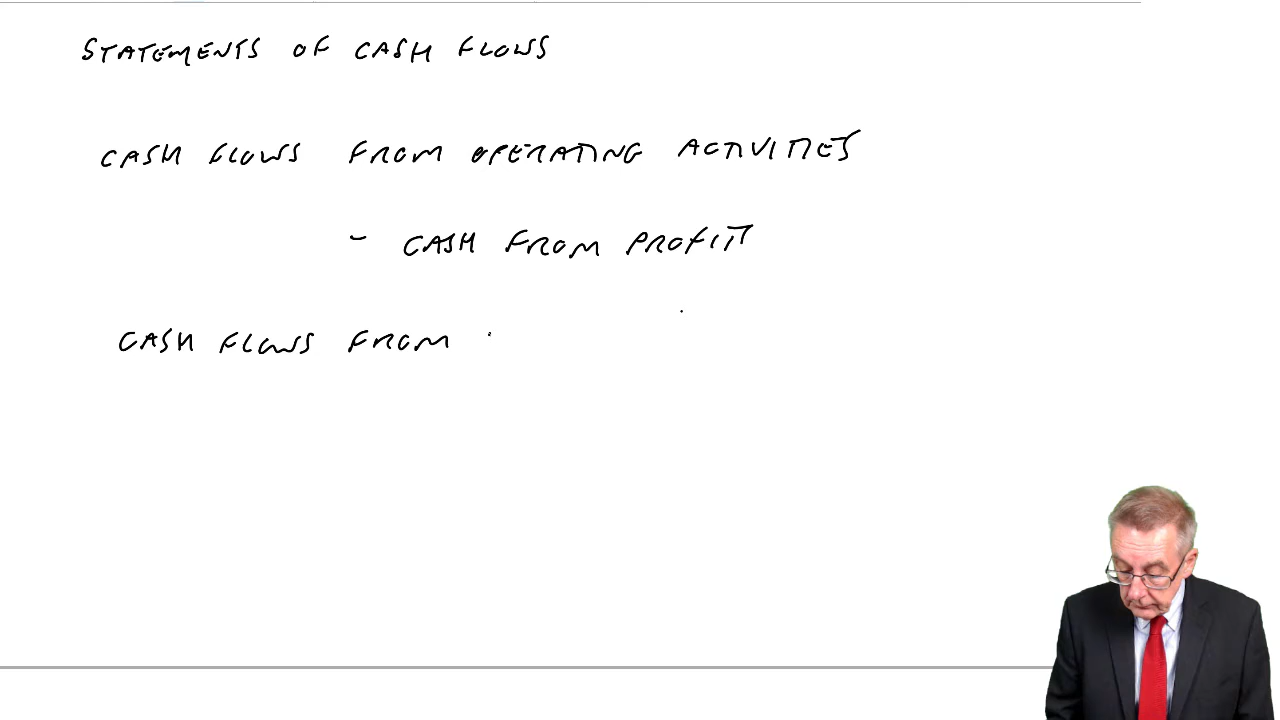 STATEMENTS OF CASH FLOWS
CASH FLOWS FROM OPERATING ACTIVITIES
- CASH FROM PROFIT
CASH FLOWS FROM